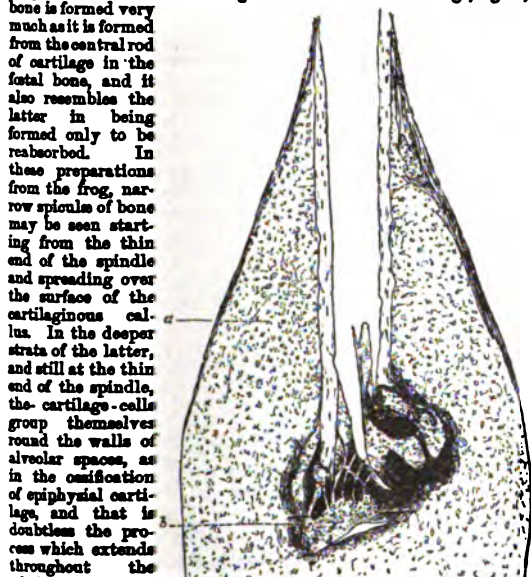 bone is formed very
much as it is formed
from the central rod
of cartilage in the
fœtal bone, and it
also resembles the
latter in being
formed only to be
reabsorbed. In
these preparations
from the frog, nar-
row spiculæ of bone
may be seen start-
ing from the thin
end of the spindle
and spreading over
the surface of the
cartilaginous cal-
lus. In the deeper
strata of the latter,
and still at the thin
end of the spindle,
the cartilage-cells
group themselves
round the walls of
alveolar spaces, as
in the ossification
of epiphysial carti-
lage, and that is
doubtless the pro-
cess which extends
throughout the
a
b